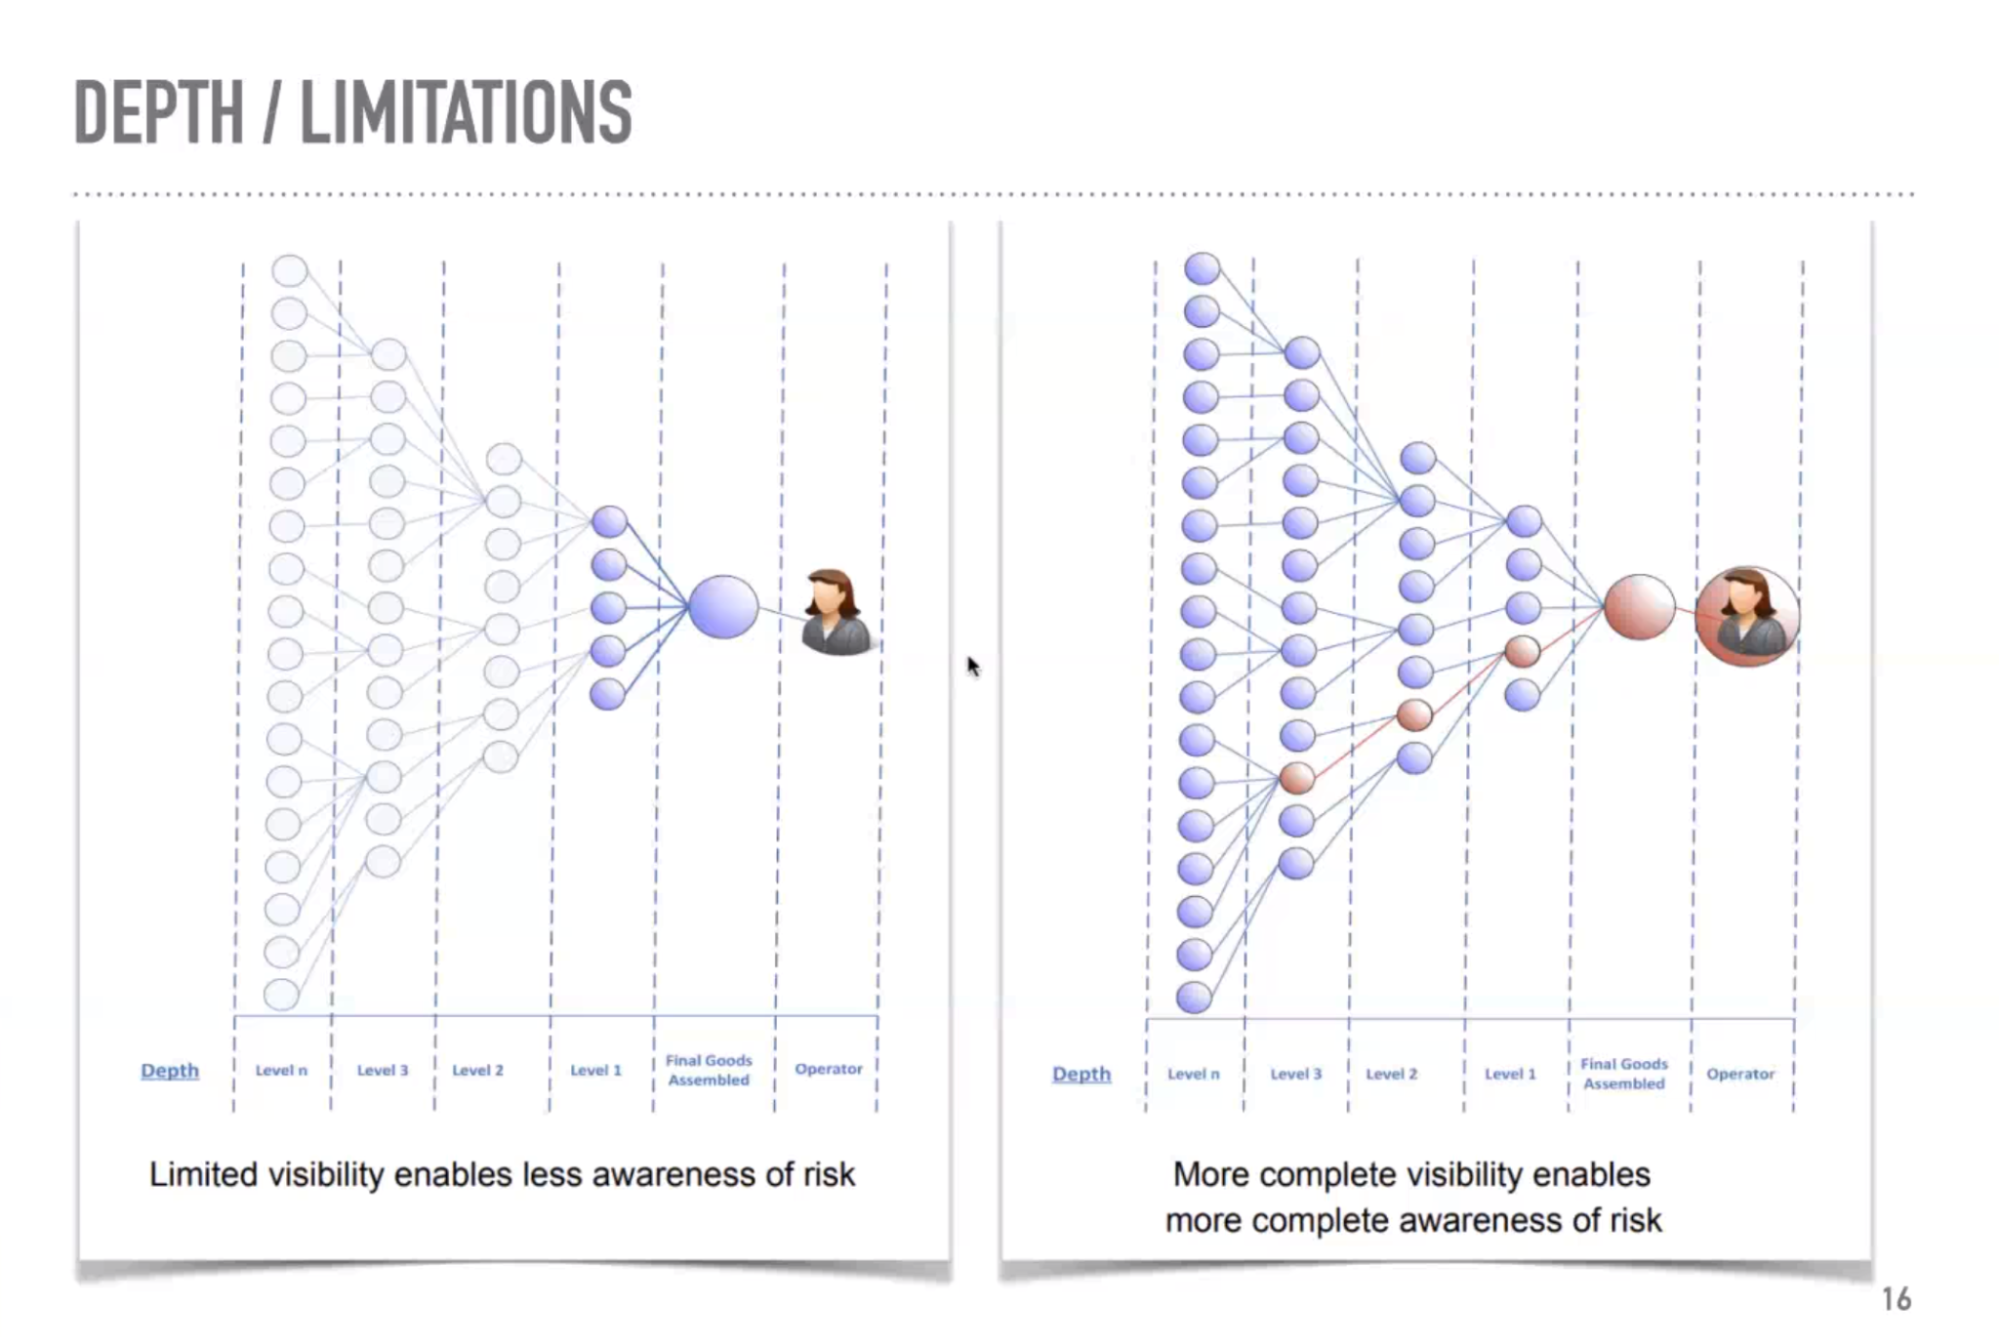 DEPTH / LIMITATIONS
Depth
Level n
Level 3
Level 2
Level 1
Final Goods
Assembled
Operator
Limited visibility enables less awareness of risk
Depth
Level n
Level 3
Level 2
Level 1
Final Goods
Assembled
Operator
More complete visibility enables
more complete awareness of risk
16